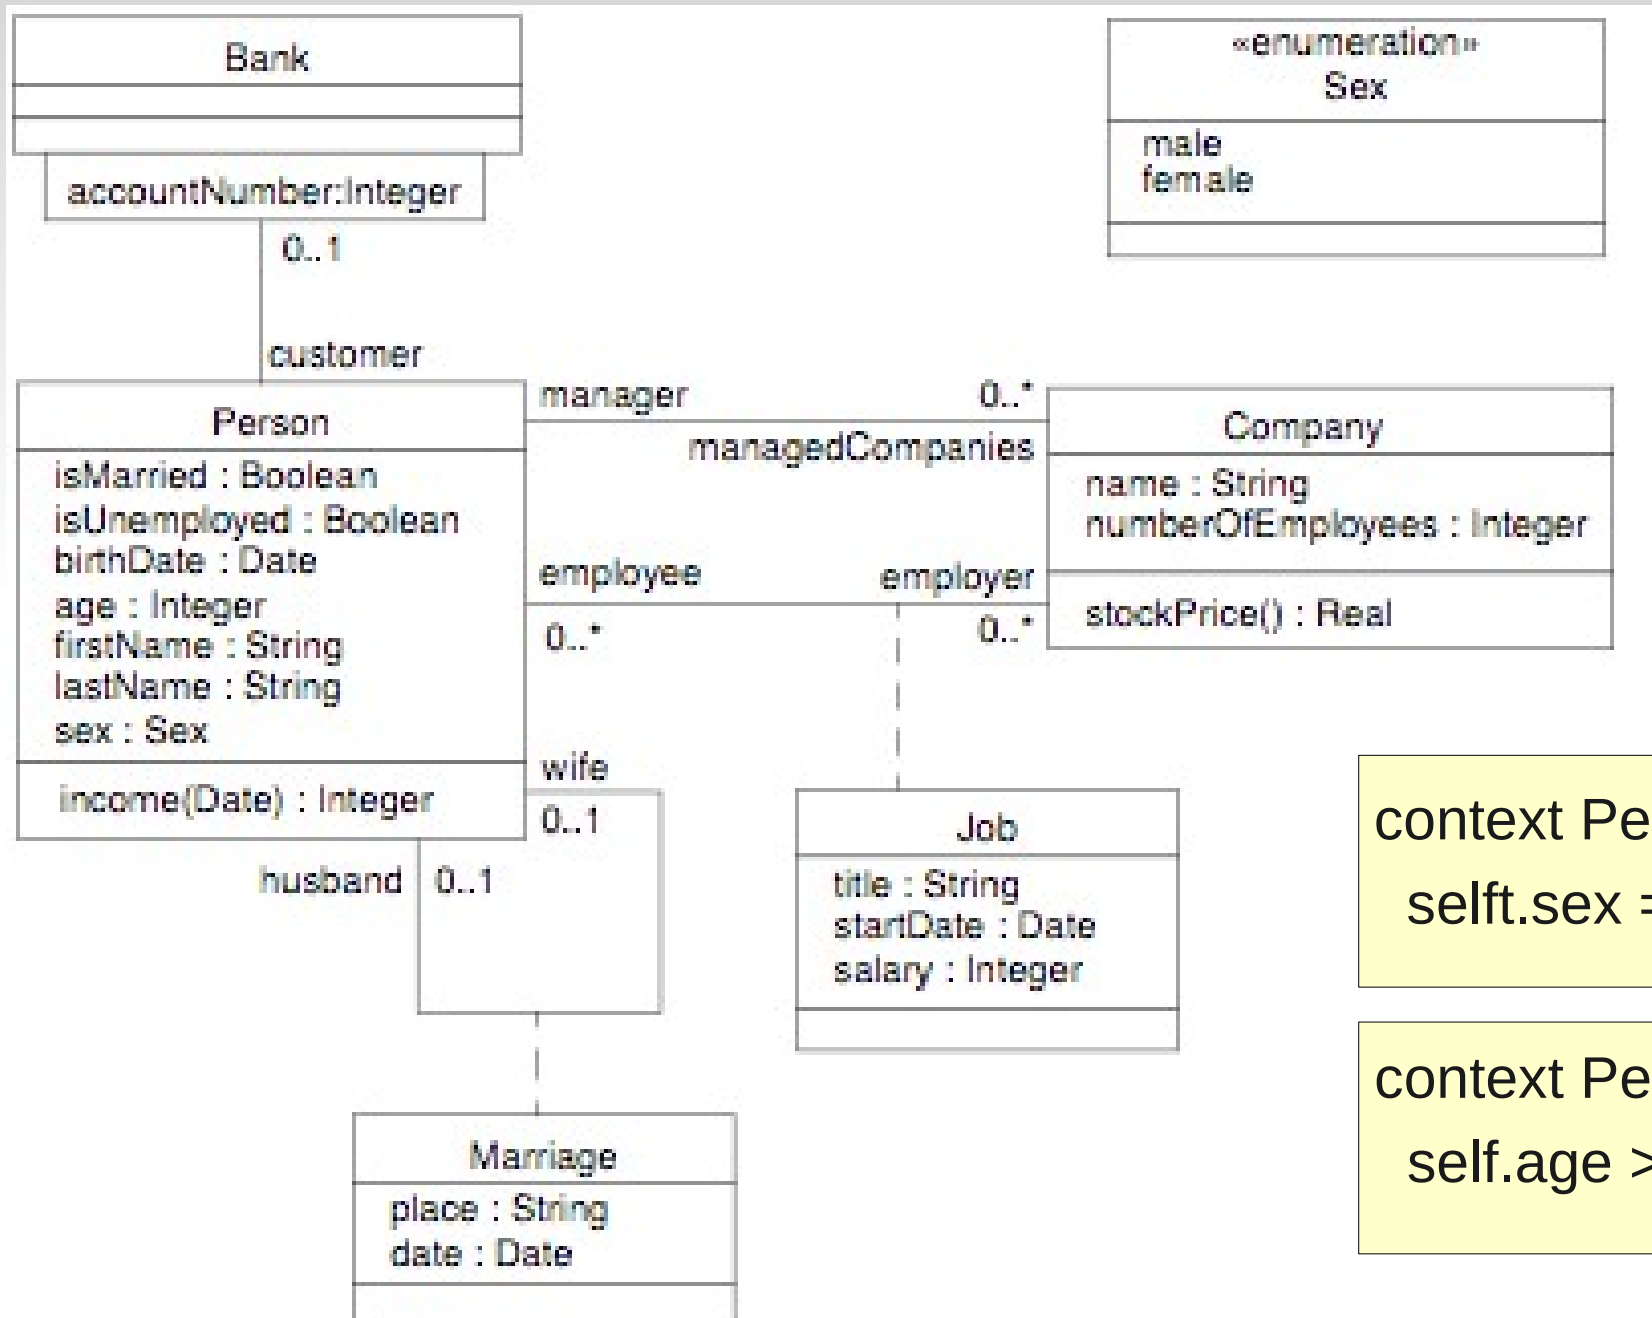 Bank
accountNumber:Integer
0..1
customer
«enumeration»
Sex
male
female
Person
isMarried : Boolean
isUnemployed : Boolean
birthDate : Date
age : Integer
firstName : String
lastName : String
sex : Sex
income(Date) : Integer
manager
0..*
managedCompanies
employee
employer
0..*
0..*
Company
name : String
numberOfEmployees : Integer
stockPrice() : Real
wife
0..1
husband
0..1
Job
title : String
startDate : Date
salary : Integer
Marriage
place : String
date : Date
context Pe
selft.sex =
context Pe
self.age >